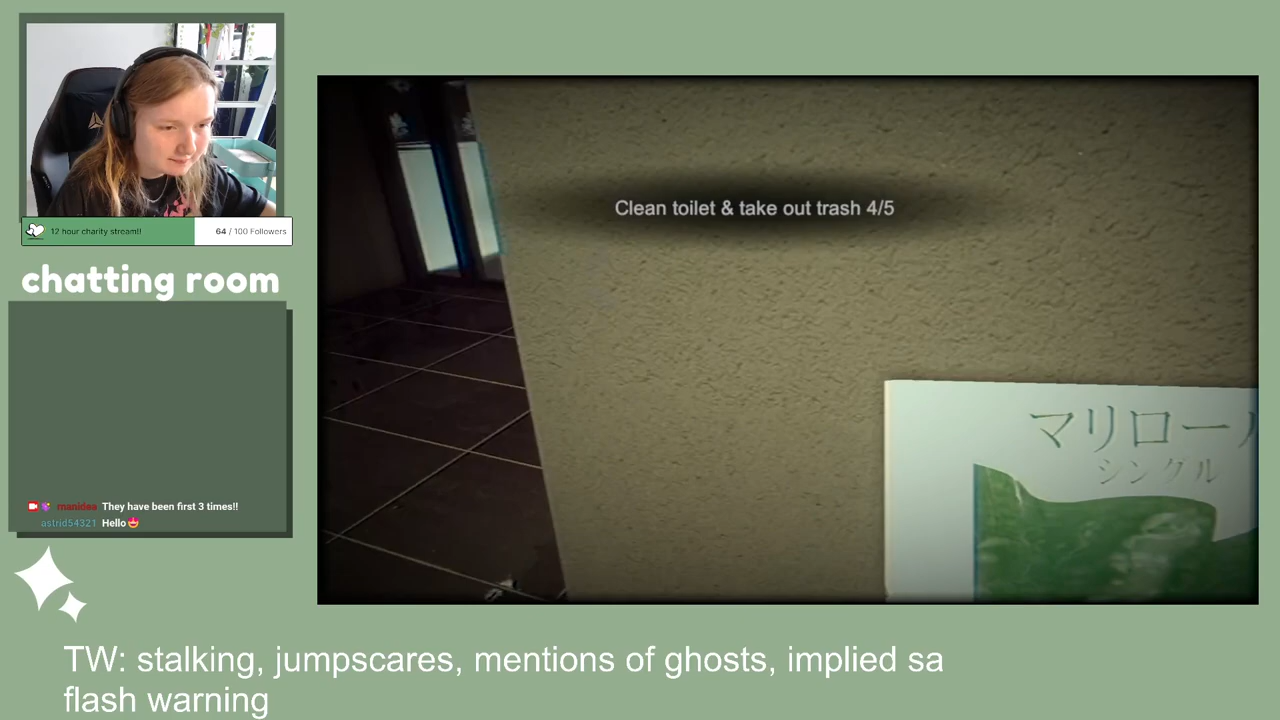 12 hour charity stream!!
64 / 100 Followers
chatting room
manidea They have been first 3 times!!
astrid54321 Hello
Clean toilet & take out trash 4/5
マリロール
シングル
TW: stalking, jumpscares, mentions of ghosts, implied sa
flash warning